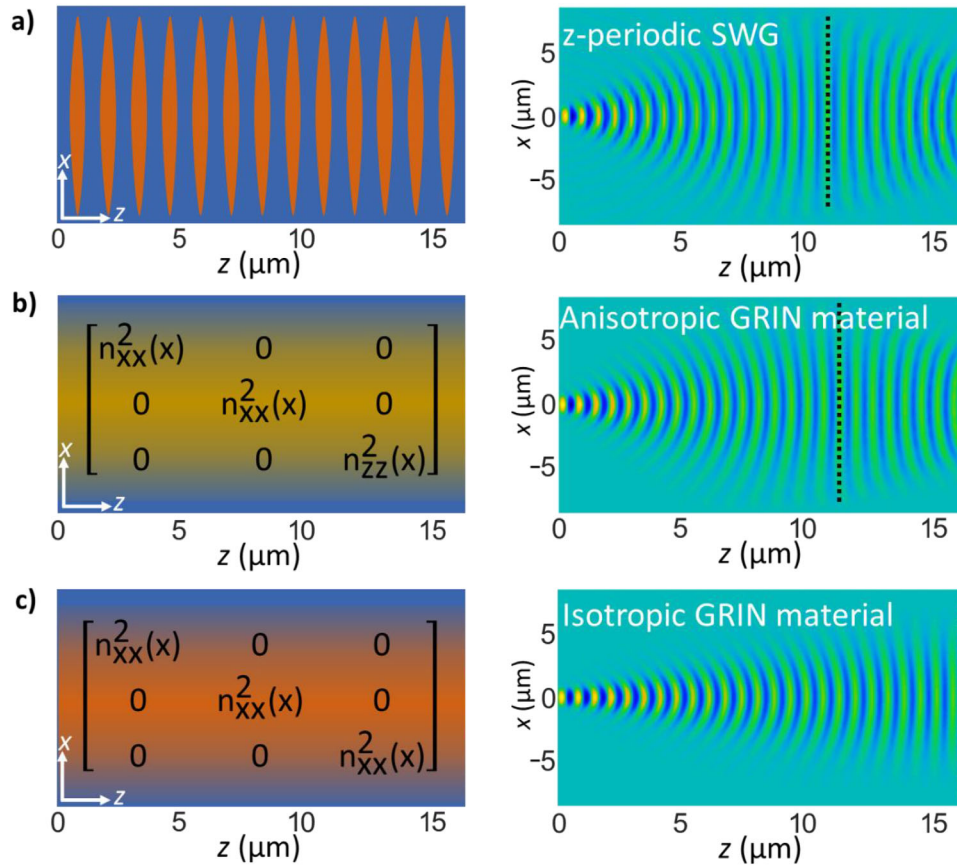 a)
x
z
0 5 10 15
z (µm)
z-periodic SWG
5
0
−5
x (µm)
0 5 10 15
z (µm)
b)
n²xx(x) 0 0
0 n²xx(x) 0
0 0 n²zz(x)
x
z
0 5 10 15
z (µm)
Anisotropic GRIN material
5
0
−5
x (µm)
0 5 10 15
z (µm)
c)
n²xx(x) 0 0
0 n²xx(x) 0
0 0 n²xx(x)
x
z
0 5 10 15
z (µm)
Isotropic GRIN material
5
0
−5
x (µm)
0 5 10 15
z (µm)